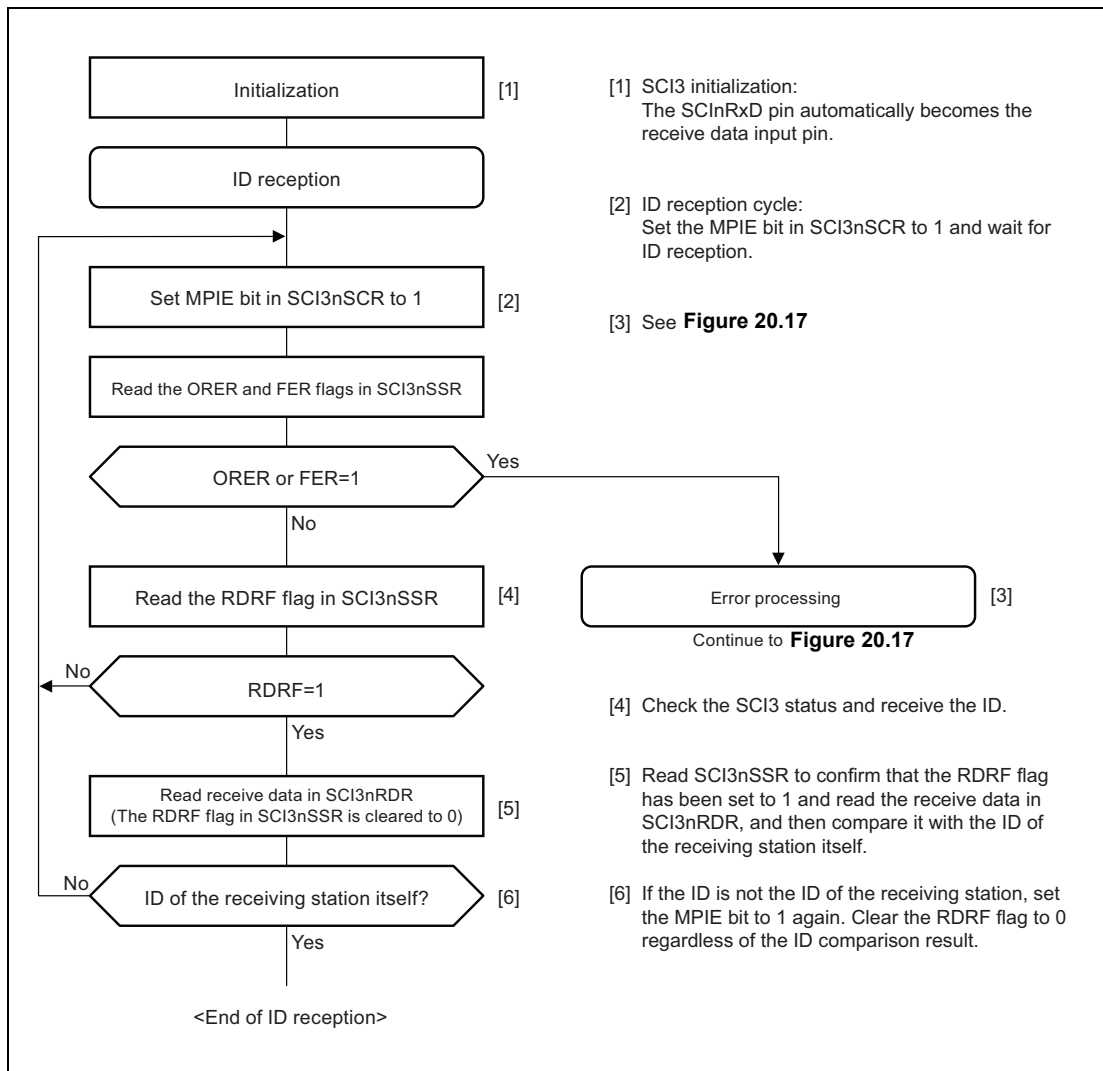 Initialization
[1]
[1] SCI3 initialization:
The SCInRxD pin automatically becomes the
receive data input pin.
ID reception
[2] ID reception cycle:
Set the MPIE bit in SCI3nSCR to 1 and wait for
ID reception.
Set MPIE bit in SCI3nSCR to 1
[2]
[3] See Figure 20.17
Read the ORER and FER flags in SCI3nSSR
ORER or FER=1
Yes
No
Read the RDRF flag in SCI3nSSR
[4]
Error processing
[3]
Continue to Figure 20.17
No
RDRF=1
Yes
[4] Check the SCI3 status and receive the ID.
Read receive data in SCI3nRDR
(The RDRF flag in SCI3nSSR is cleared to 0)
[5]
[5] Read SCI3nSSR to confirm that the RDRF flag
has been set to 1 and read the receive data in
SCI3nRDR, and then compare it with the ID of
the receiving station itself.
No
ID of the receiving station itself?
[6]
Yes
[6] If the ID is not the ID of the receiving station, set
the MPIE bit to 1 again. Clear the RDRF flag to 0
regardless of the ID comparison result.
<End of ID reception>